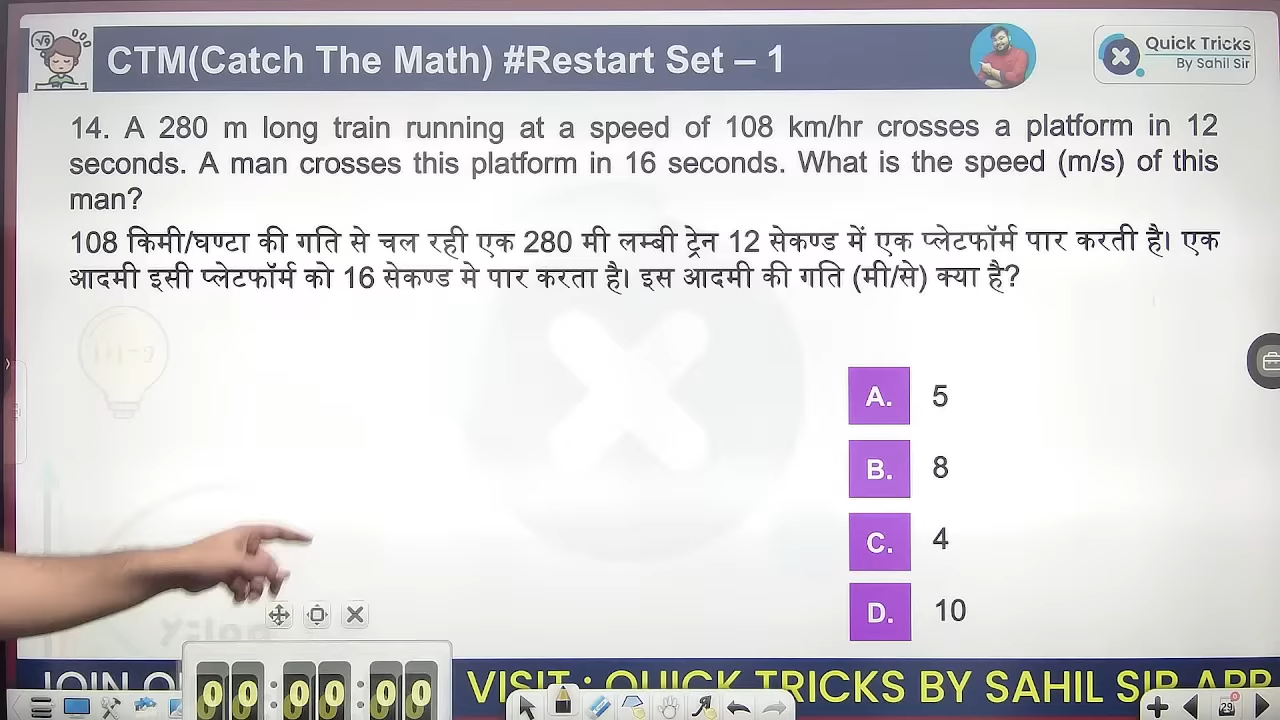 √9
CTM(Catch The Math) #Restart Set – 1
Quick Tricks
By Sahil Sir
14. A 280 m long train running at a speed of 108 km/hr crosses a platform in 12
seconds. A man crosses this platform in 16 seconds. What is the speed (m/s) of this
man?
108 किमी/घण्टा की गति से चल रही एक 280 मी लम्बी ट्रेन 12 सेकण्ड में एक प्लेटफॉर्म पार करती है। एक
आदमी इसी प्लेटफॉर्म को 16 सेकण्ड मे पार करता है। इस आदमी की गति (मी/से) क्या है?
A. 5
B. 8
C. 4
D. 10
00:00:00
JOIN
VISIT : QUICK TRICKS BY SAHIL SIR APP
29
0